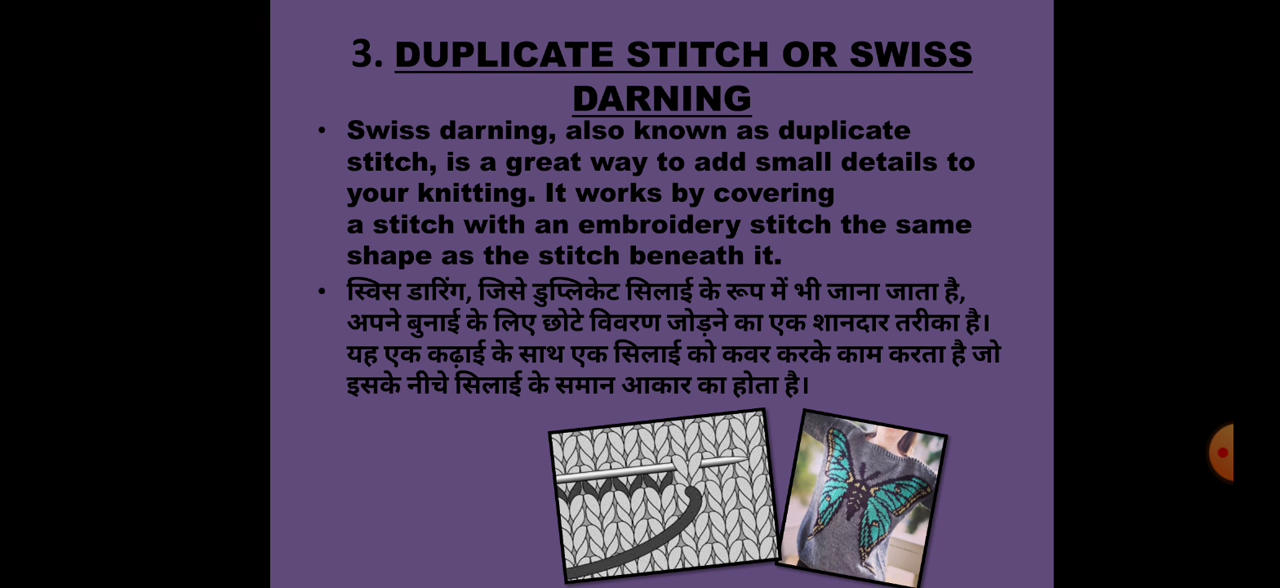 3. DUPLICATE STITCH OR SWISS
DARNING
• Swiss darning, also known as duplicate
stitch, is a great way to add small details to
your knitting. It works by covering
a stitch with an embroidery stitch the same
shape as the stitch beneath it.
• स्विस डारिंग, जिसे डुप्लिकेट सिलाई के रूप में भी जाना जाता है,
अपने बुनाई के लिए छोटे विवरण जोड़ने का एक शानदार तरीका है।
यह एक कढ़ाई के साथ एक सिलाई को कवर करके काम करता है जो
इसके नीचे सिलाई के समान आकार का होता है।